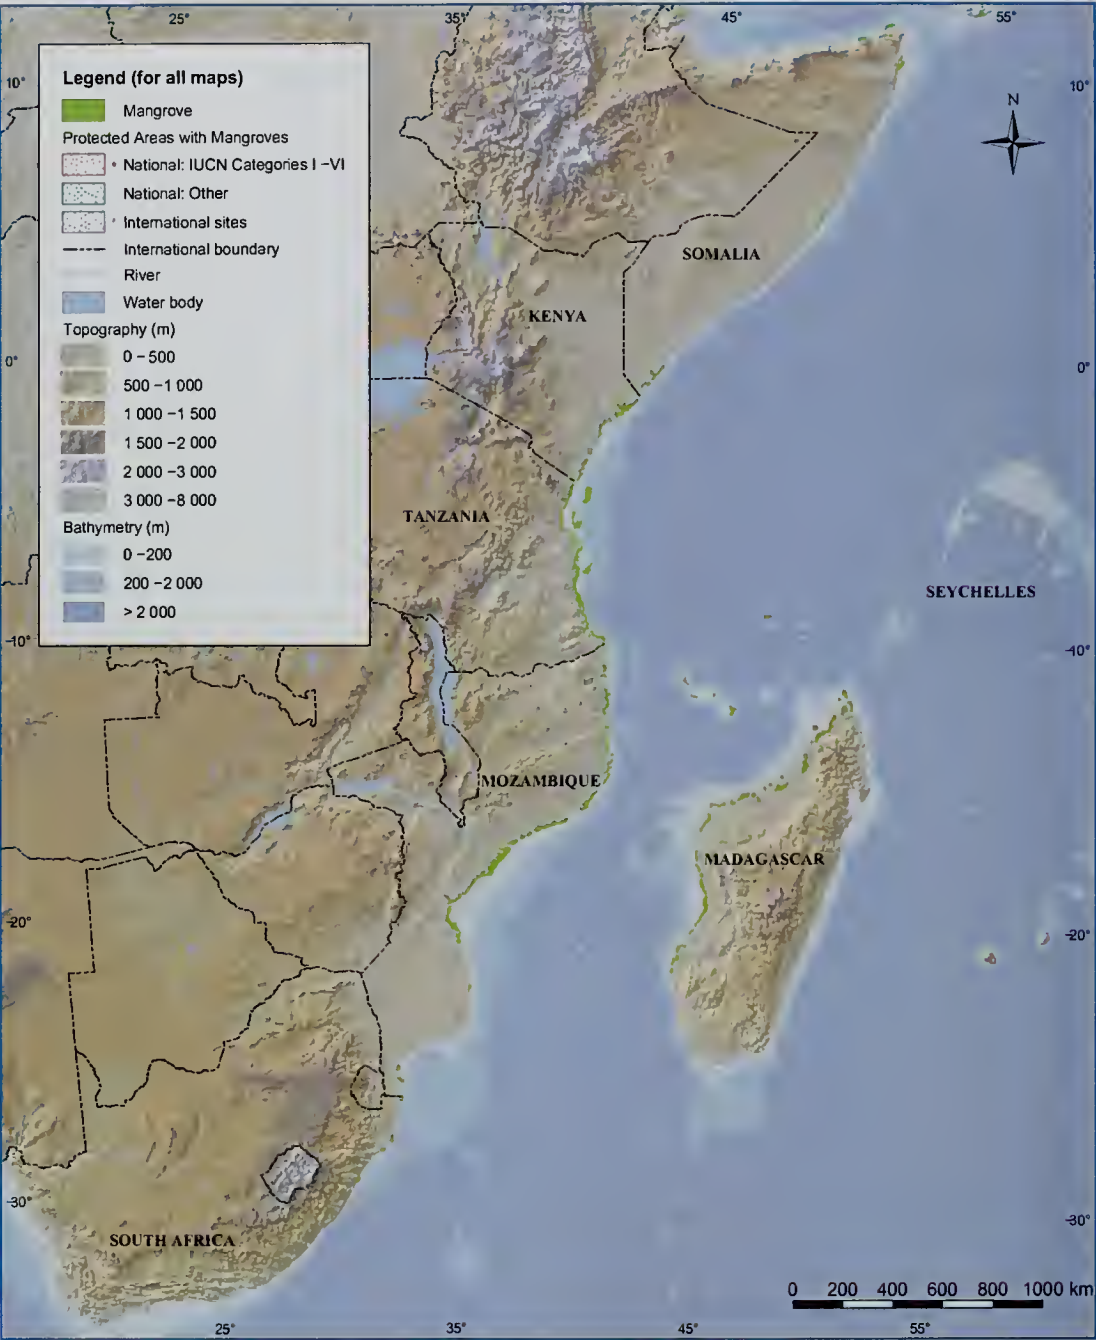 25°
35°
45°
55°
Legend (for all maps)
Mangrove
Protected Areas with Mangroves
National: IUCN Categories I –VI
National: Other
International sites
International boundary
River
Water body
Topography (m)
0 – 500
500 –1 000
1 000 –1 500
1 500 –2 000
2 000 –3 000
3 000 –8 000
Bathymetry (m)
0 –200
200 –2 000
> 2 000
10°
10°
N
SOMALIA
KENYA
0°
0°
TANZANIA
SEYCHELLES
-10°
-10°
MOZAMBIQUE
MADAGASCAR
-20°
-20°
-30°
-30°
SOUTH AFRICA
0 200 400 600 800 1000 km
25°
35°
45°
55°